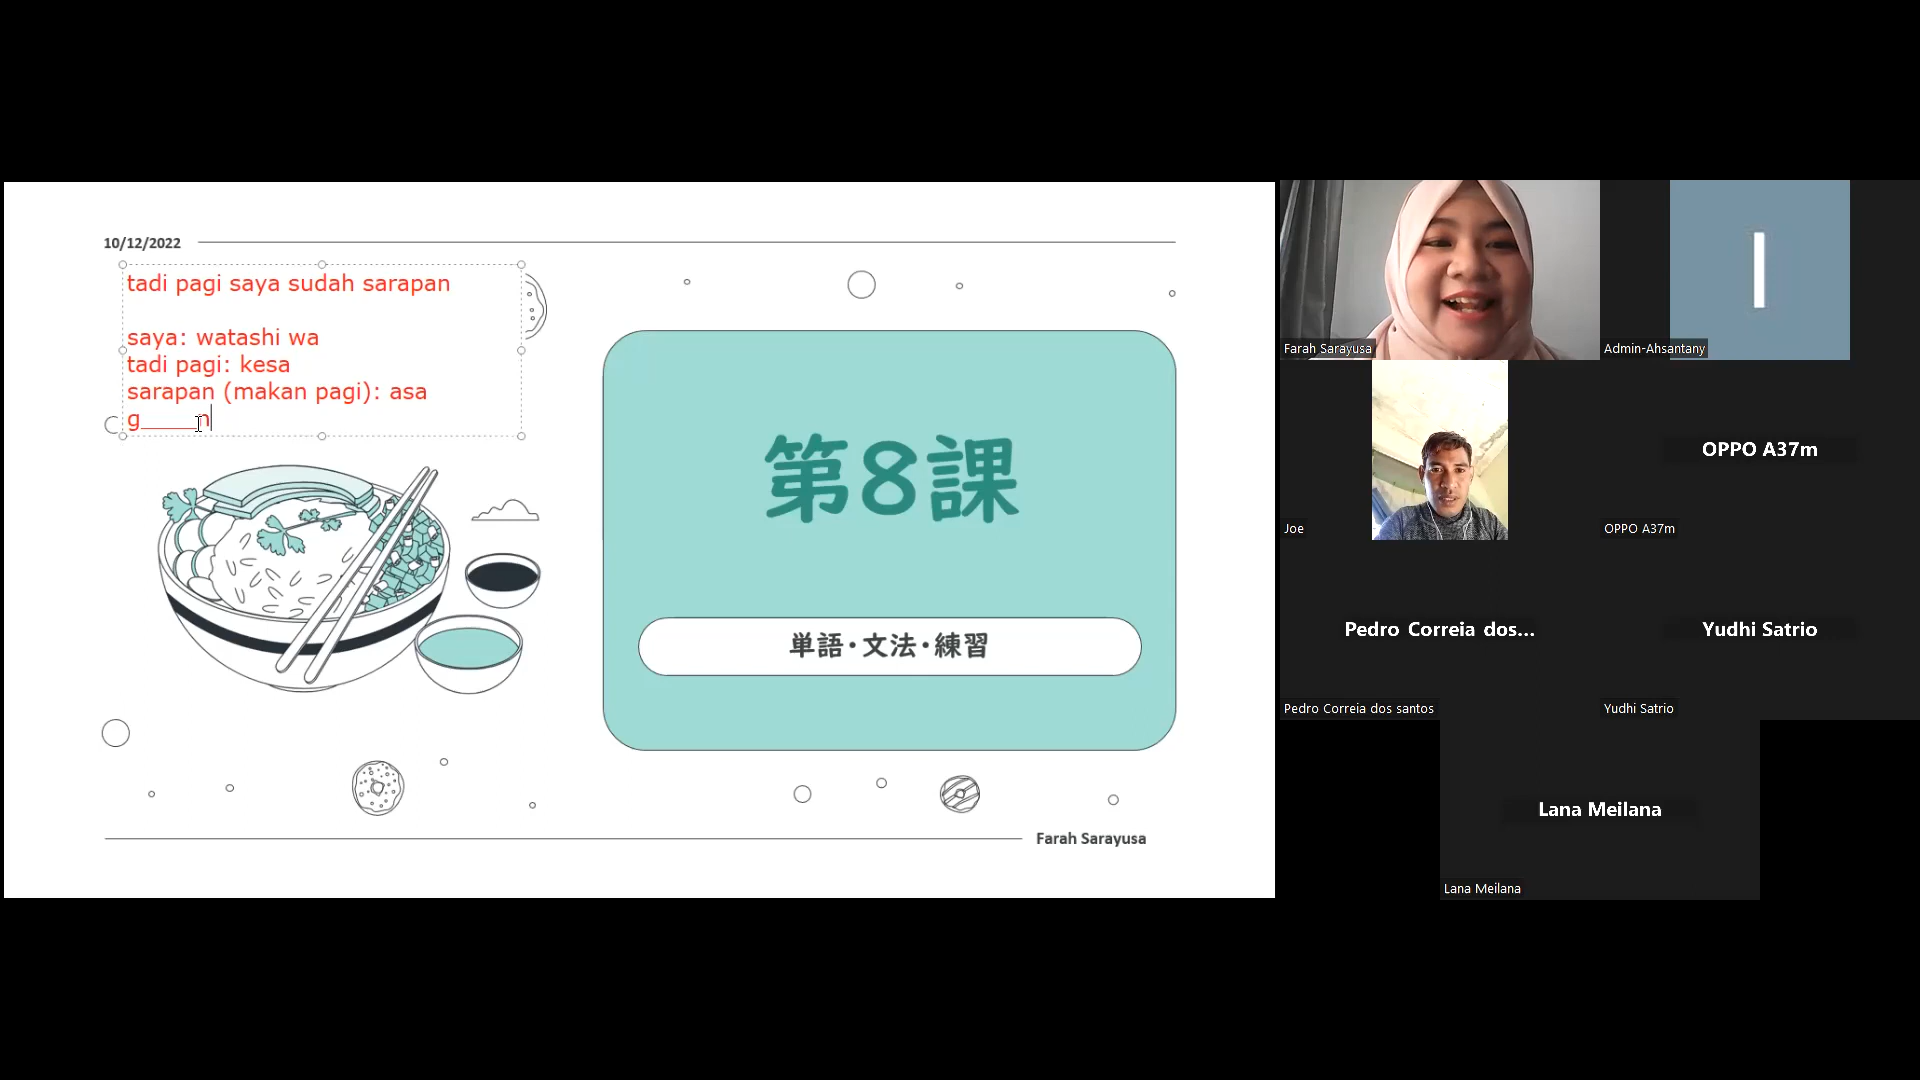 10/12/2022
tadi pagi saya sudah sarapan
saya: watashi wa
tadi pagi: kesa
sarapan (makan pagi): asa
g_____n
第8課
単語・文法・練習
Farah Sarayusa
Farah Sarayusa
Admin-Ahsantany
Joe
OPPO A37m
OPPO A37m
Pedro Correia dos...
Pedro Correia dos santos
Yudhi Satrio
Yudhi Satrio
Lana Meilana
Lana Meilana